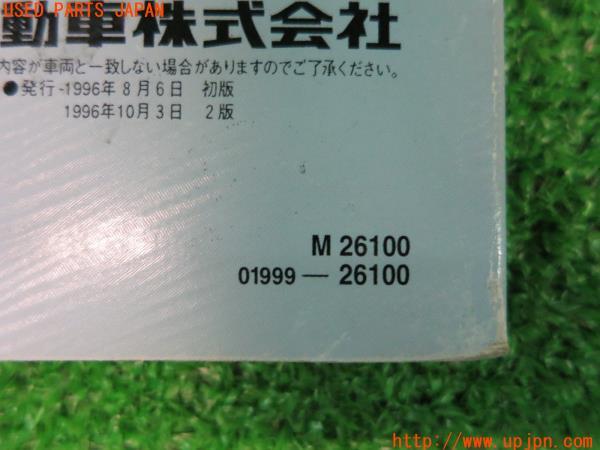 USED PARTS JAPAN
動車株式会社
内容が車両と一致しない場合がありますのでご了承ください。
●発行-1996年8月6日 初版
1996年10月3日 2版
M 26100
01999-26100
http://www.upjpn.com/